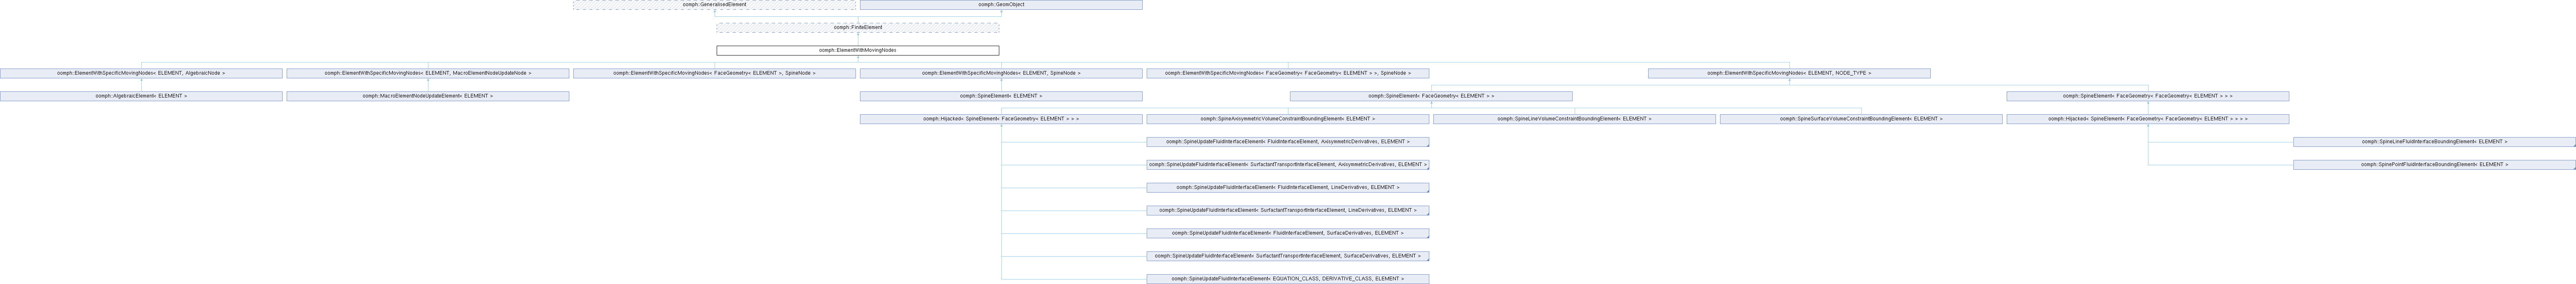 oomph::GeneralisedElement
oomph::GeomObject
oomph::FiniteElement
oomph::ElementWithMovingNodes
oomph::ElementWithSpecificMovingNodes< ELEMENT, AlgebraicNode >
oomph::ElementWithSpecificMovingNodes< ELEMENT, MacroElementNodeUpdateNode >
oomph::ElementWithSpecificMovingNodes< FaceGeometry< ELEMENT >, SpineNode >
oomph::ElementWithSpecificMovingNodes< ELEMENT, SpineNode >
oomph::ElementWithSpecificMovingNodes< FaceGeometry< FaceGeometry< ELEMENT > >, SpineNode >
oomph::ElementWithSpecificMovingNodes< ELEMENT, NODE_TYPE >
oomph::AlgebraicElement< ELEMENT >
oomph::MacroElementNodeUpdateElement< ELEMENT >
oomph::SpineElement< ELEMENT >
oomph::SpineElement< FaceGeometry< ELEMENT > >
oomph::SpineElement< FaceGeometry< FaceGeometry< ELEMENT > > >
oomph::Hijacked< SpineElement< FaceGeometry< ELEMENT > > >
oomph::SpineAxisymmetricVolumeConstraintBoundingElement< ELEMENT >
oomph::SpineLineVolumeConstraintBoundingElement< ELEMENT >
oomph::SpineSurfaceVolumeConstraintBoundingElement< ELEMENT >
oomph::Hijacked< SpineElement< FaceGeometry< FaceGeometry< ELEMENT > > > >
oomph::SpineUpdateFluidInterfaceElement< FluidInterfaceElement, AxisymmetricDerivatives, ELEMENT >
oomph::SpineLineFluidInterfaceBoundingElement< ELEMENT >
oomph::SpineUpdateFluidInterfaceElement< SurfactantTransportInterfaceElement, AxisymmetricDerivatives, ELEMENT >
oomph::SpinePointFluidInterfaceBoundingElement< ELEMENT >
oomph::SpineUpdateFluidInterfaceElement< FluidInterfaceElement, LineDerivatives, ELEMENT >
oomph::SpineUpdateFluidInterfaceElement< SurfactantTransportInterfaceElement, LineDerivatives, ELEMENT >
oomph::SpineUpdateFluidInterfaceElement< FluidInterfaceElement, SurfaceDerivatives, ELEMENT >
oomph::SpineUpdateFluidInterfaceElement< SurfactantTransportInterfaceElement, SurfaceDerivatives, ELEMENT >
oomph::SpineUpdateFluidInterfaceElement< EQUATION_CLASS, DERIVATIVE_CLASS, ELEMENT >